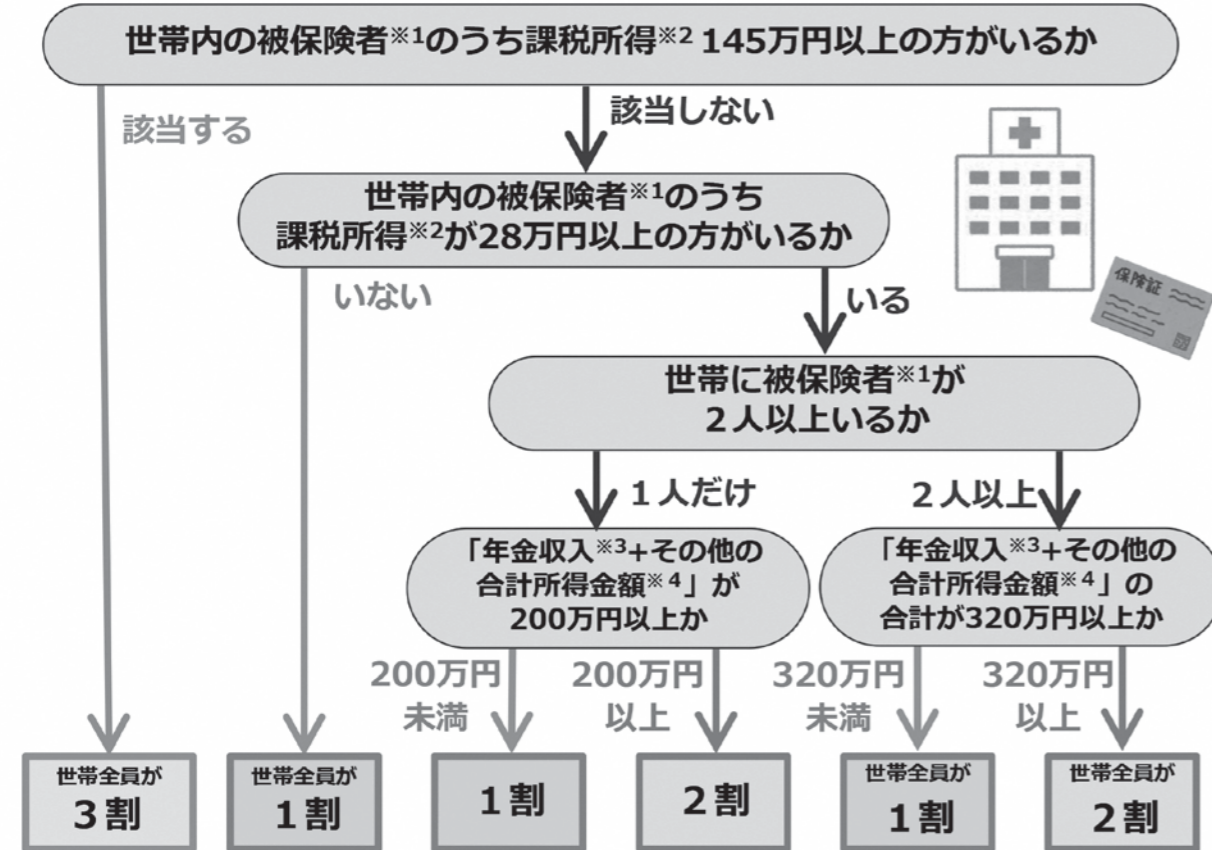 世帯内の被保険者※1のうち課税所得※2 145万円以上の方がいるか
該当する
該当しない
世帯内の被保険者※1のうち
課税所得※2が28万円以上の方がいるか
保険証
いない
いる
世帯に被保険者※1が
２人以上いるか
１人だけ
２人以上
「年金収入※3+その他の
合計所得金額※4」が
200万円以上か
「年金収入※3+その他の
合計所得金額※4」の
合計が320万円以上か
200万円
未満
200万円
以上
320万円
未満
320万円
以上
世帯全員が
３割
世帯全員が
１割
１割
２割
世帯全員が
１割
世帯全員が
２割